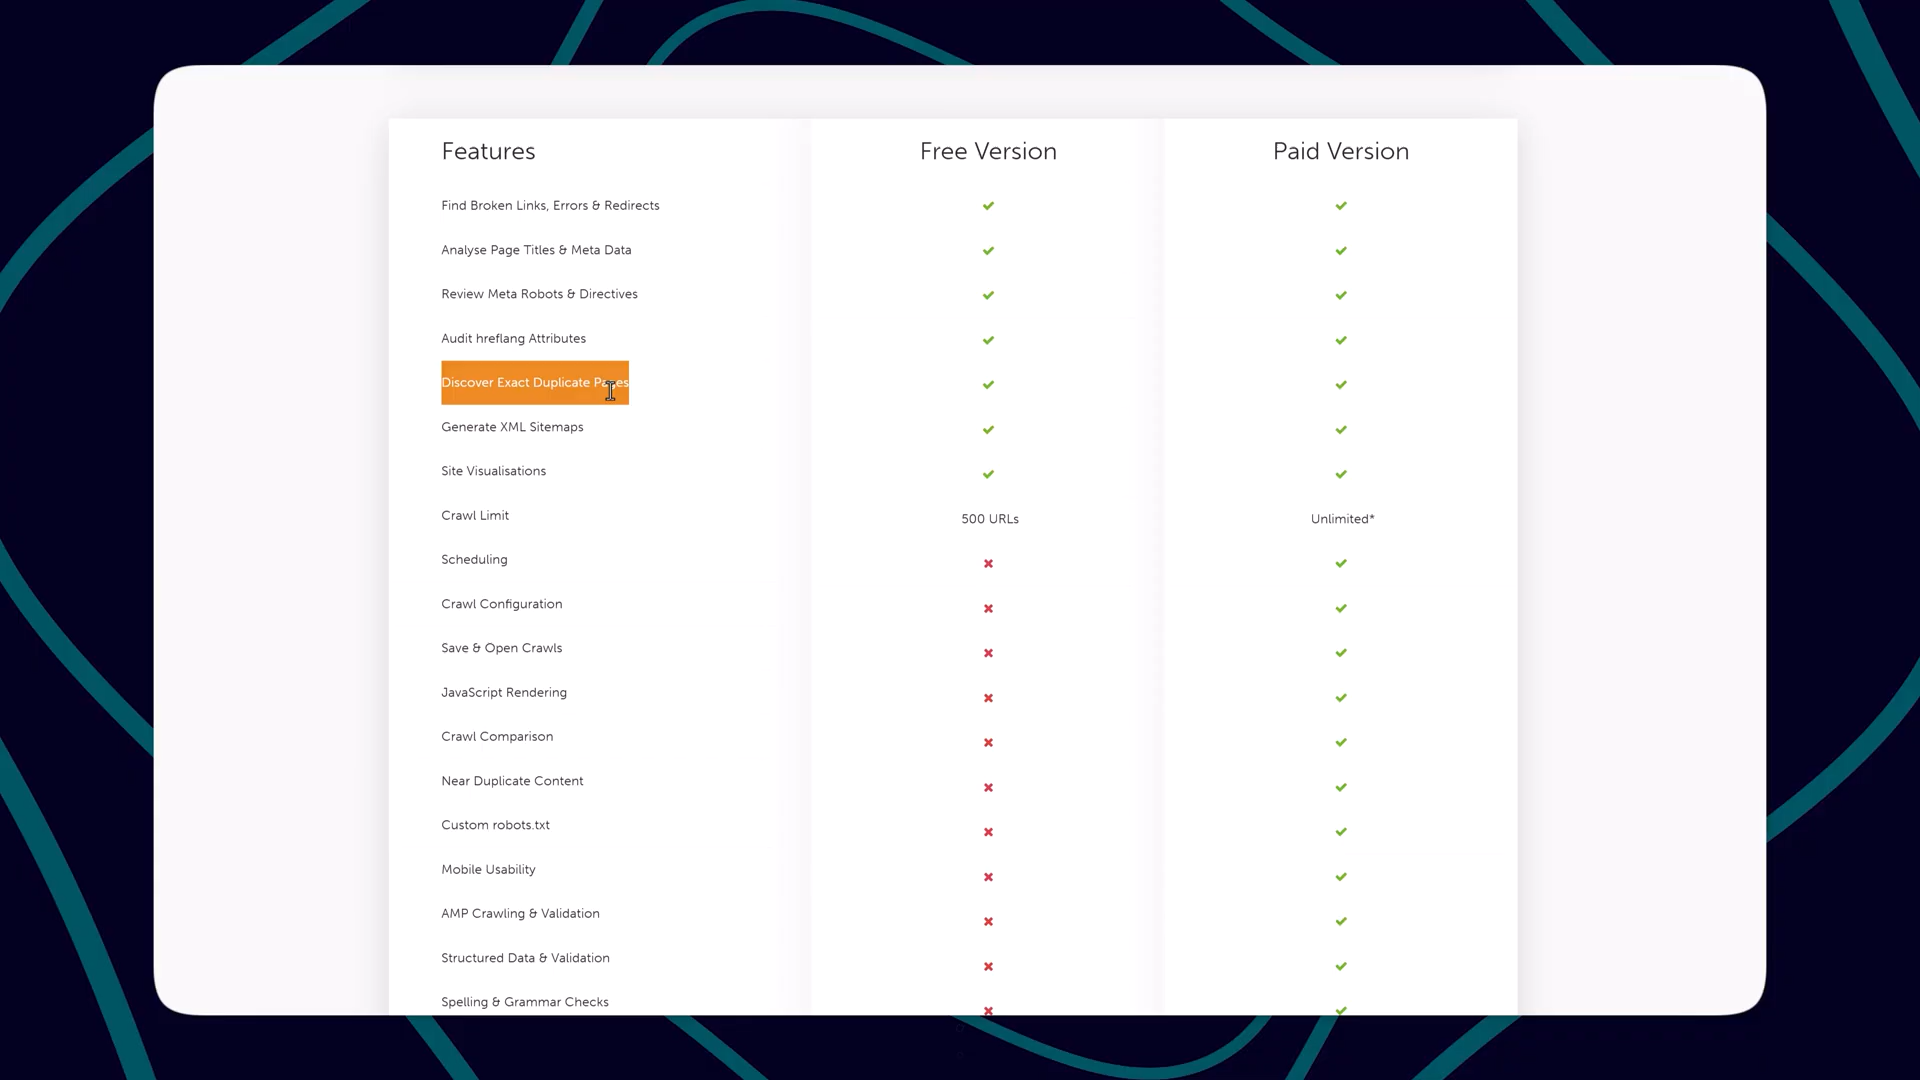 Features Free Version Paid Version
Find Broken Links, Errors & Redirects
Analyse Page Titles & Meta Data
Review Meta Robots & Directives
Audit hreflang Attributes
Discover Exact Duplicate Pages
Generate XML Sitemaps
Site Visualisations
Crawl Limit 500 URLs Unlimited*
Scheduling
Crawl Configuration
Save & Open Crawls
JavaScript Rendering
Crawl Comparison
Near Duplicate Content
Custom robots.txt
Mobile Usability
AMP Crawling & Validation
Structured Data & Validation
Spelling & Grammar Checks